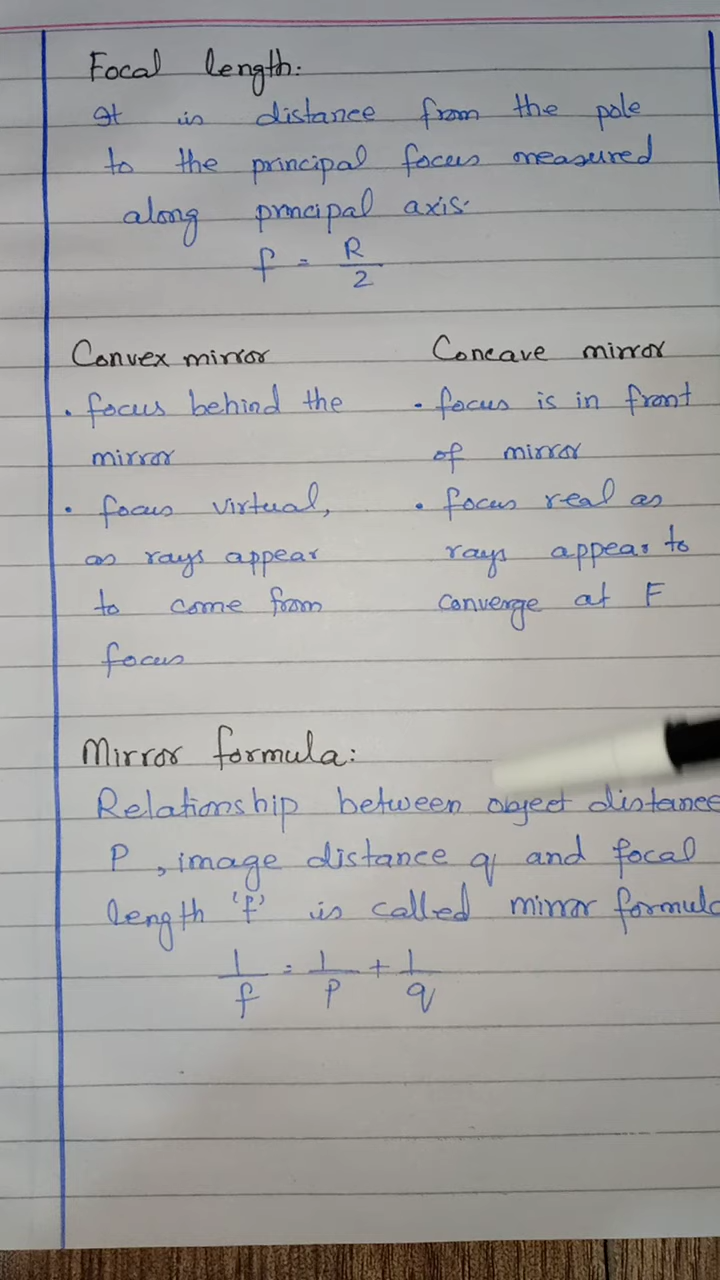 Focal length:
It is distance from the pole
to the principal focus measured
along principal axis.
f = R/2
Convex mirror
• focus behind the
mirror
• focus virtual,
as rays appear
to come from
focus
Concave mirror
• focus is in front
of mirror
• focus real as
rays appear to
converge at F
Mirror formula:
Relationship between object distance
P, image distance q and focal
length 'f' is called mirror formula
1/f = 1/p + 1/q